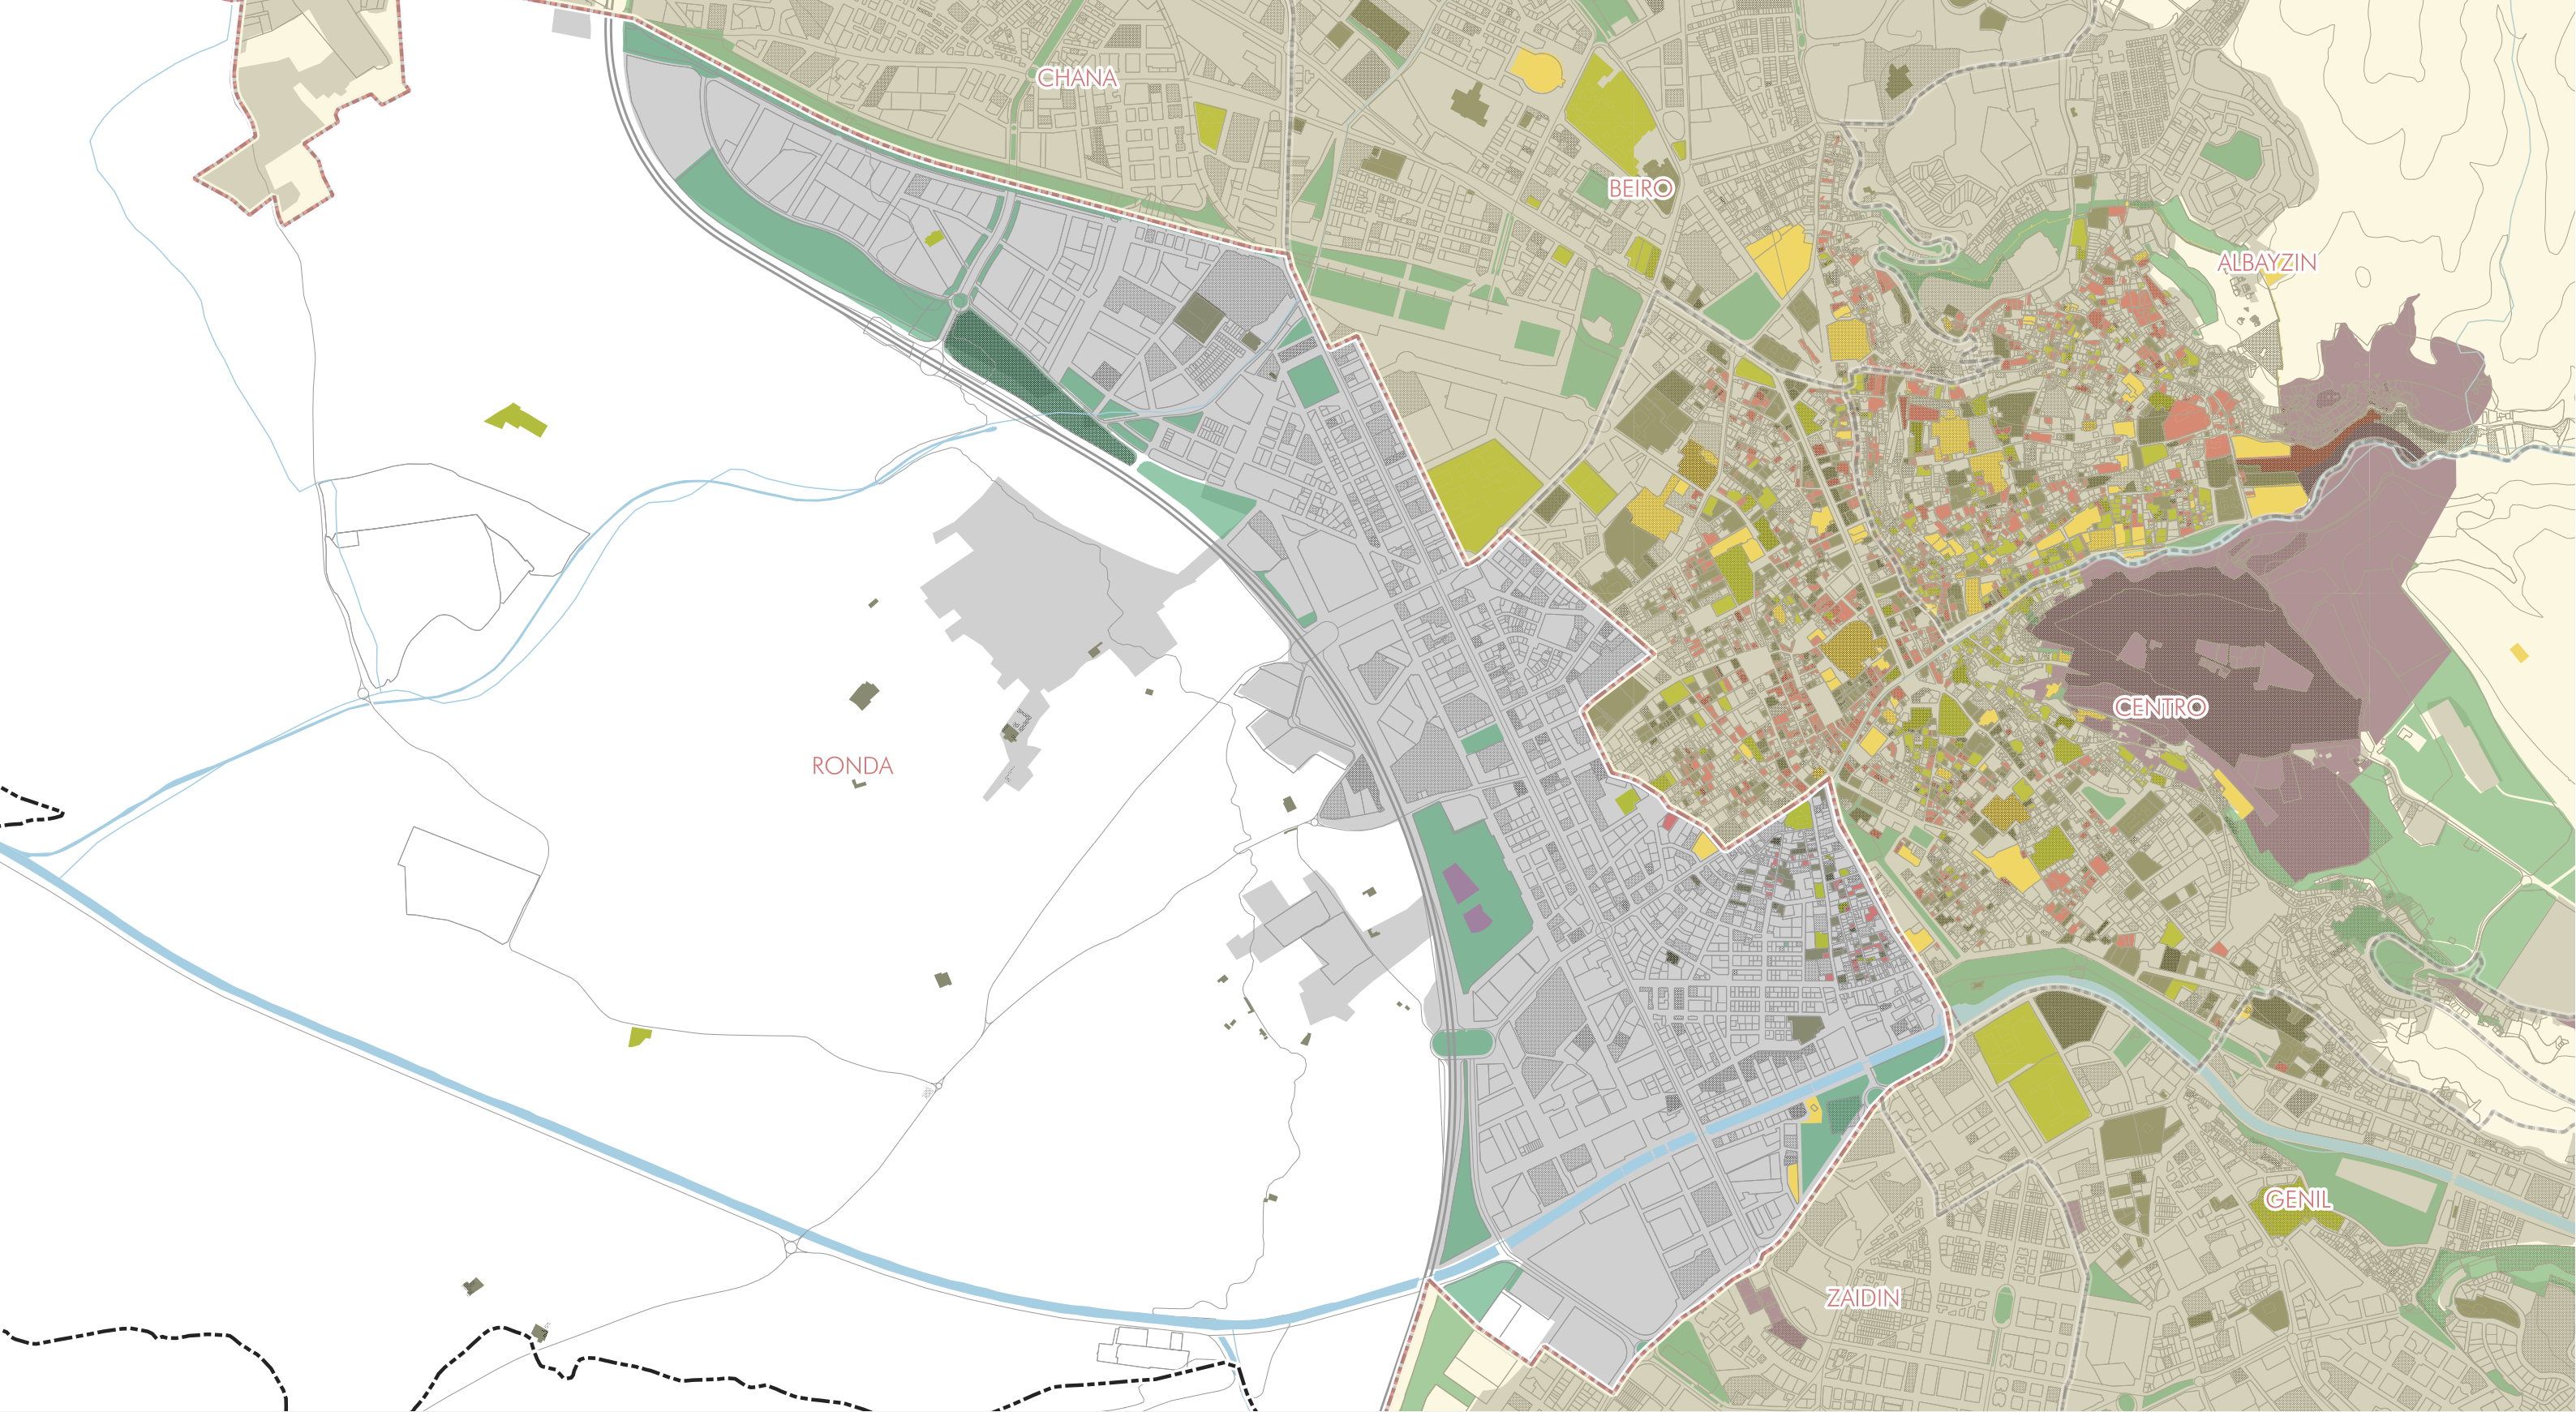 CHANA
BEIRO
ALBAYZIN
CENTRO
RONDA
GENIL
ZAIDIN